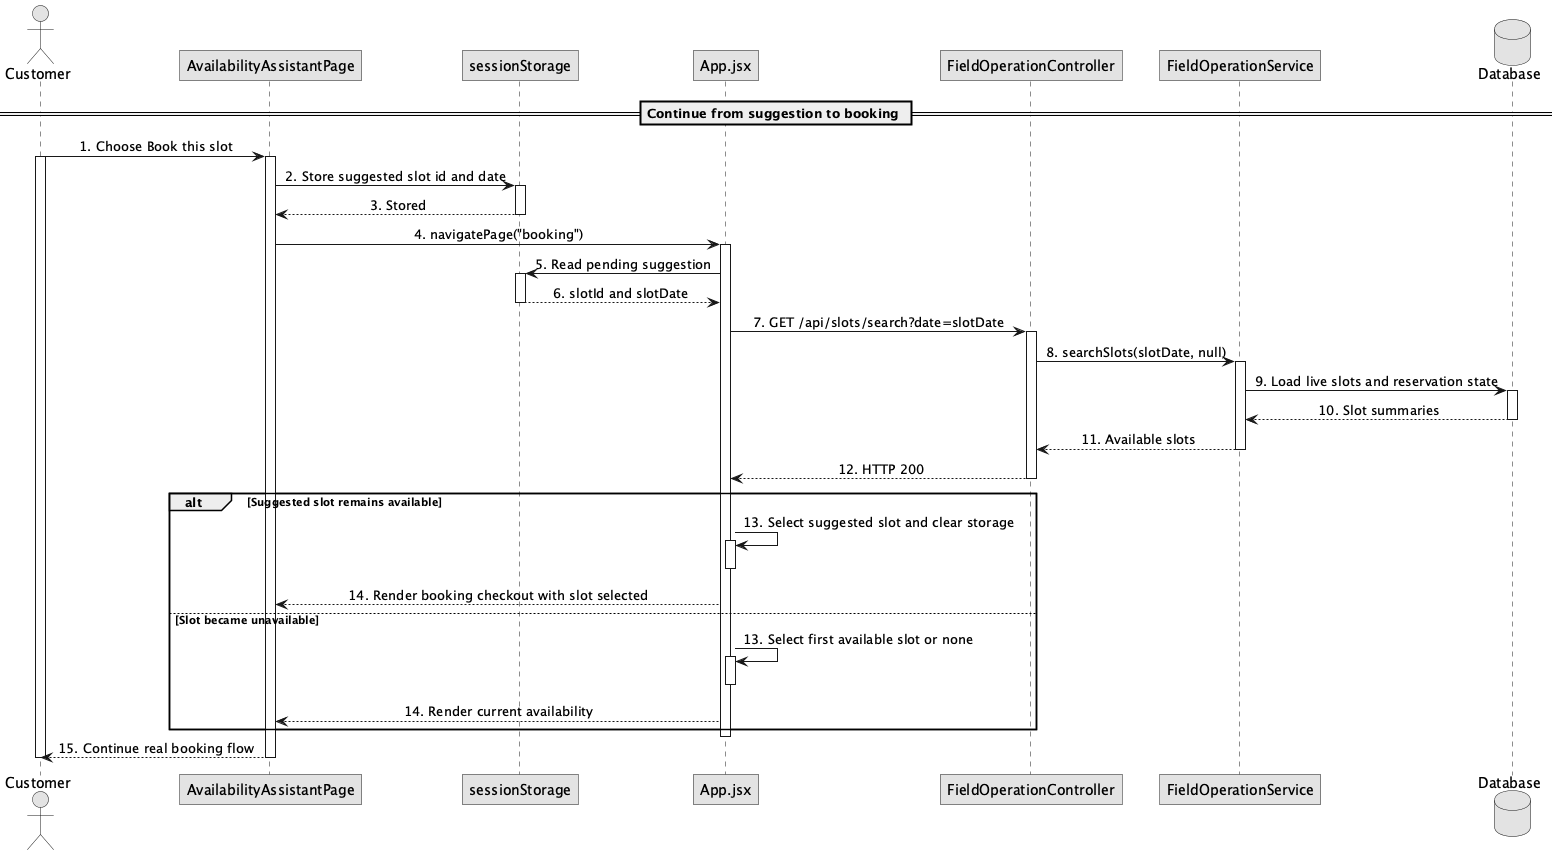 Customer
AvailabilityAssistantPage
sessionStorage
App.jsx
FieldOperationController
FieldOperationService
Database
Continue from suggestion to booking
1. Choose Book this slot
2. Store suggested slot id and date
3. Stored
4. navigatePage("booking")
5. Read pending suggestion
6. slotId and slotDate
7. GET /api/slots/search?date=slotDate
8. searchSlots(slotDate, null)
9. Load live slots and reservation state
10. Slot summaries
11. Available slots
12. HTTP 200
alt
[Suggested slot remains available]
13. Select suggested slot and clear storage
14. Render booking checkout with slot selected
[Slot became unavailable]
13. Select first available slot or none
14. Render current availability
15. Continue real booking flow
Customer
AvailabilityAssistantPage
sessionStorage
App.jsx
FieldOperationController
FieldOperationService
Database